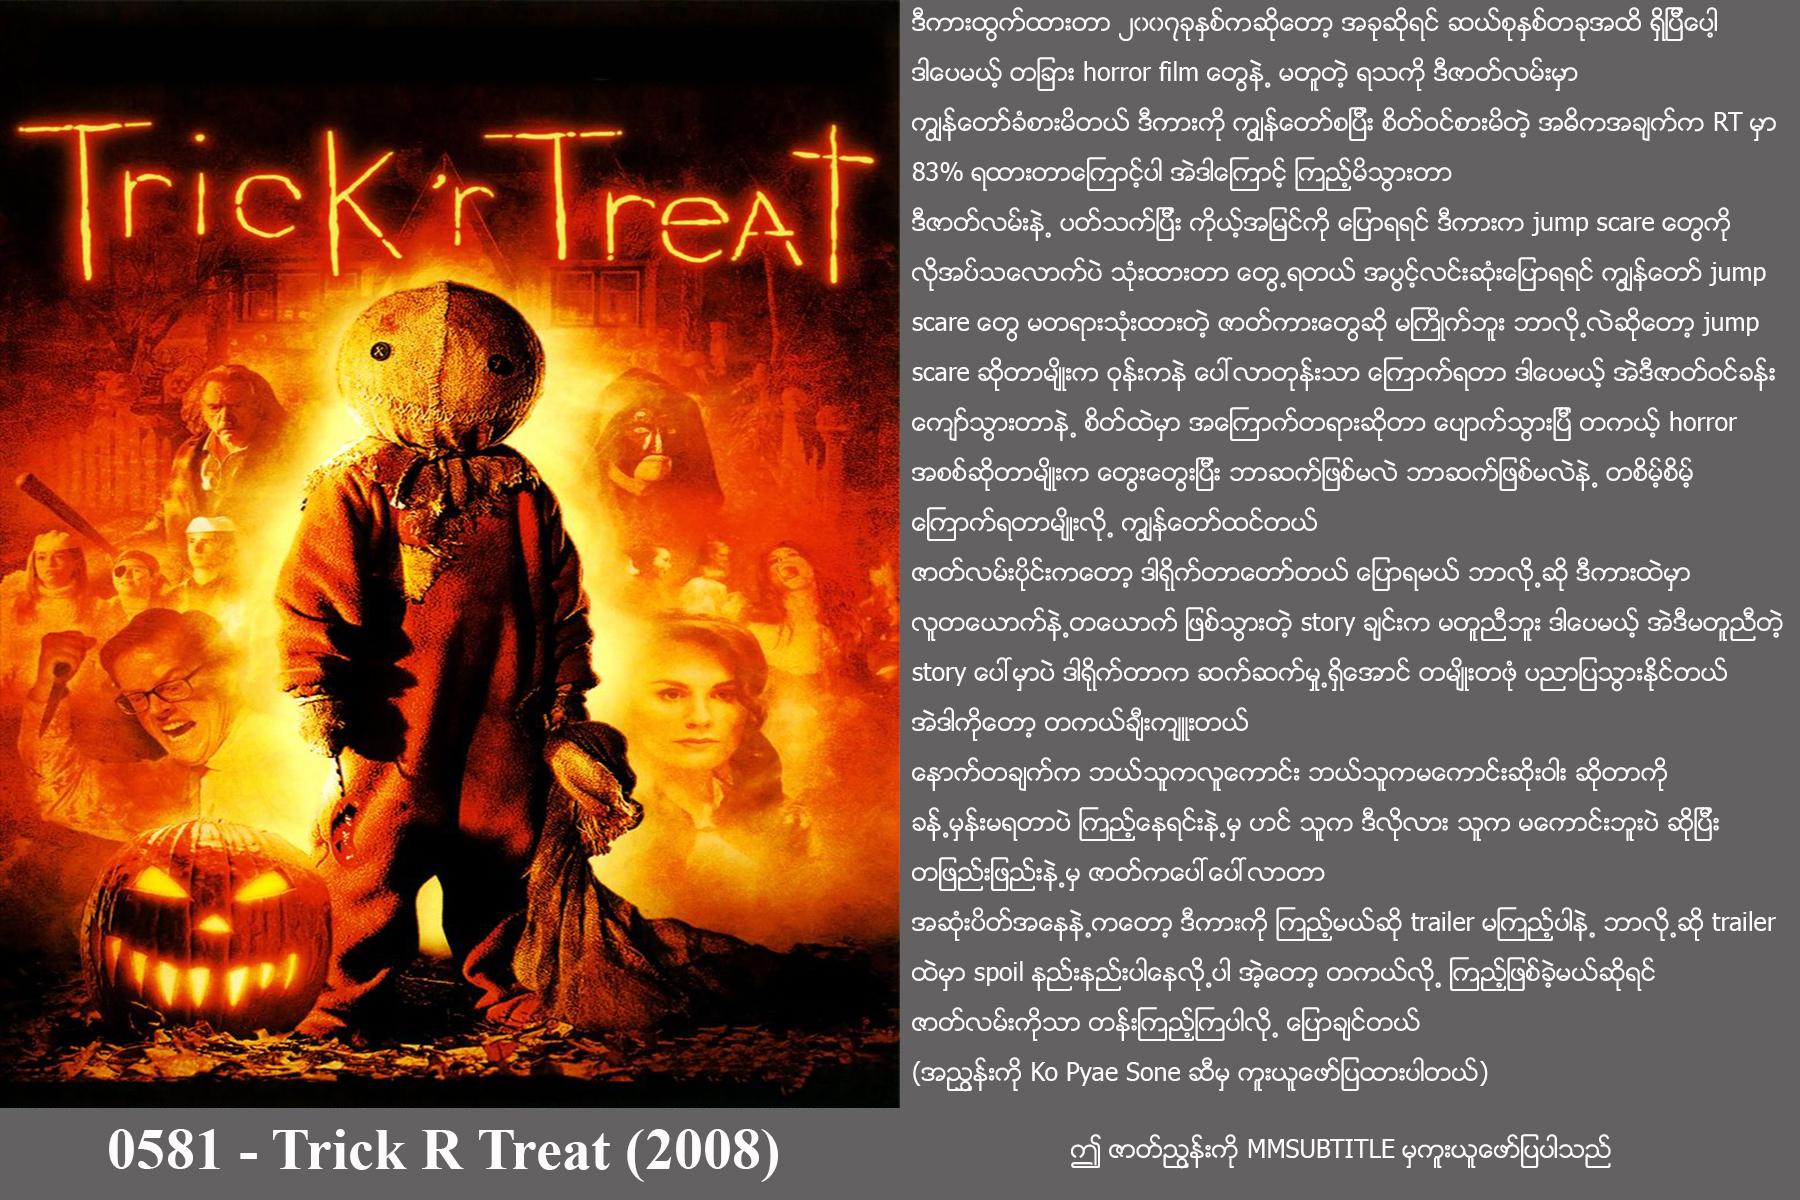 Trick 'r Treat
ဒီကားထွက်ထားတာ ၂၀၀၇ခုနှစ်ကဆိုတော့ အခုဆိုရင် ဆယ်စုနှစ်တခုအထိ ရှိပြီပေါ့
ဒါပေမယ့် တခြား horror film တွေနဲ့ မတူတဲ့ ရသကို ဒီဇာတ်လမ်းမှာ
ကျွန်တော်ခံစားမိတယ် ဒီကားကို ကျွန်တော်စပြီး စိတ်ဝင်စားမိတဲ့ အဓိကအချက်က RT မှာ
83% ရထားတာကြောင့်ပါ အဲဒါကြောင့် ကြည့်မိသွားတာ
ဒီဇာတ်လမ်းနဲ့ ပတ်သက်ပြီး ကိုယ့်အမြင်ကို ပြောရရင် ဒီကားက jump scare တွေကို
လိုအပ်သလောက်ပဲ သုံးထားတာ တွေ့ရတယ် အပွင့်လင်းဆုံးပြောရရင် ကျွန်တော် jump
scare တွေ မတရားသုံးထားတဲ့ ဇာတ်ကားတွေဆို မကြိုက်ဘူး ဘာလို့လဲဆိုတော့ jump
scare ဆိုတာမျိုးက ဝုန်းကနဲ ပေါ်လာတုန်းသာ ကြောက်ရတာ ဒါပေမယ့် အဲဒီဇာတ်ဝင်ခန်း
ကျော်သွားတာနဲ့ စိတ်ထဲမှာ အကြောက်တရားဆိုတာ ပျောက်သွားပြီ တကယ့် horror
အစစ်ဆိုတာမျိုးက တွေးတွေးပြီး ဘာဆက်ဖြစ်မလဲ ဘာဆက်ဖြစ်မလဲနဲ့ တစိမ့်စိမ့်
ကြောက်ရတာမျိုးလို့ ကျွန်တော်ထင်တယ်
ဇာတ်လမ်းပိုင်းကတော့ ဒါရိုက်တာတော်တယ် ပြောရမယ် ဘာလို့ဆို ဒီကားထဲမှာ
လူတယောက်နဲ့တယောက် ဖြစ်သွားတဲ့ story ချင်းက မတူညီဘူး ဒါပေမယ့် အဲဒီမတူညီတဲ့
story ပေါ်မှာပဲ ဒါရိုက်တာက ဆက်ဆက်မှု့ရှိအောင် တမျိုးတဖုံ ပညာပြသွားနိုင်တယ်
အဲဒါကိုတော့ တကယ်ချီးကျူးတယ်
နောက်တချက်က ဘယ်သူကလူကောင်း ဘယ်သူကမကောင်းဆိုးဝါး ဆိုတာကို
ခန့်မှန်းမရတာပဲ ကြည့်နေရင်းနဲ့မှ ဟင် သူက ဒီလိုလား သူက မကောင်းဘူးပဲ ဆိုပြီး
တဖြည်းဖြည်းနဲ့မှ ဇာတ်ကပေါ်ပေါ်လာတာ
အဆုံးပိတ်အနေနဲ့ကတော့ ဒီကားကို ကြည့်မယ်ဆို trailer မကြည့်ပါနဲ့ ဘာလို့ဆို trailer
ထဲမှာ spoil နည်းနည်းပါနေလို့ပါ အဲ့တော့ တကယ်လို့ ကြည့်ဖြစ်ခဲ့မယ်ဆိုရင်
ဇာတ်လမ်းကိုသာ တန်းကြည့်ကြပါလို့ ပြောချင်တယ်
(အညွှန်းကို Ko Pyae Sone ဆီမှ ကူးယူဖော်ပြထားပါတယ်)
0581 - Trick R Treat (2008)
ဤ ဇာတ်ညွှန်းကို MMSUBTITLE မှကူးယူဖော်ပြပါသည်